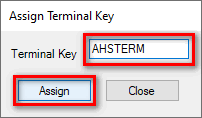 Assign Terminal Key
Terminal Key AHSTERM
Assign Close